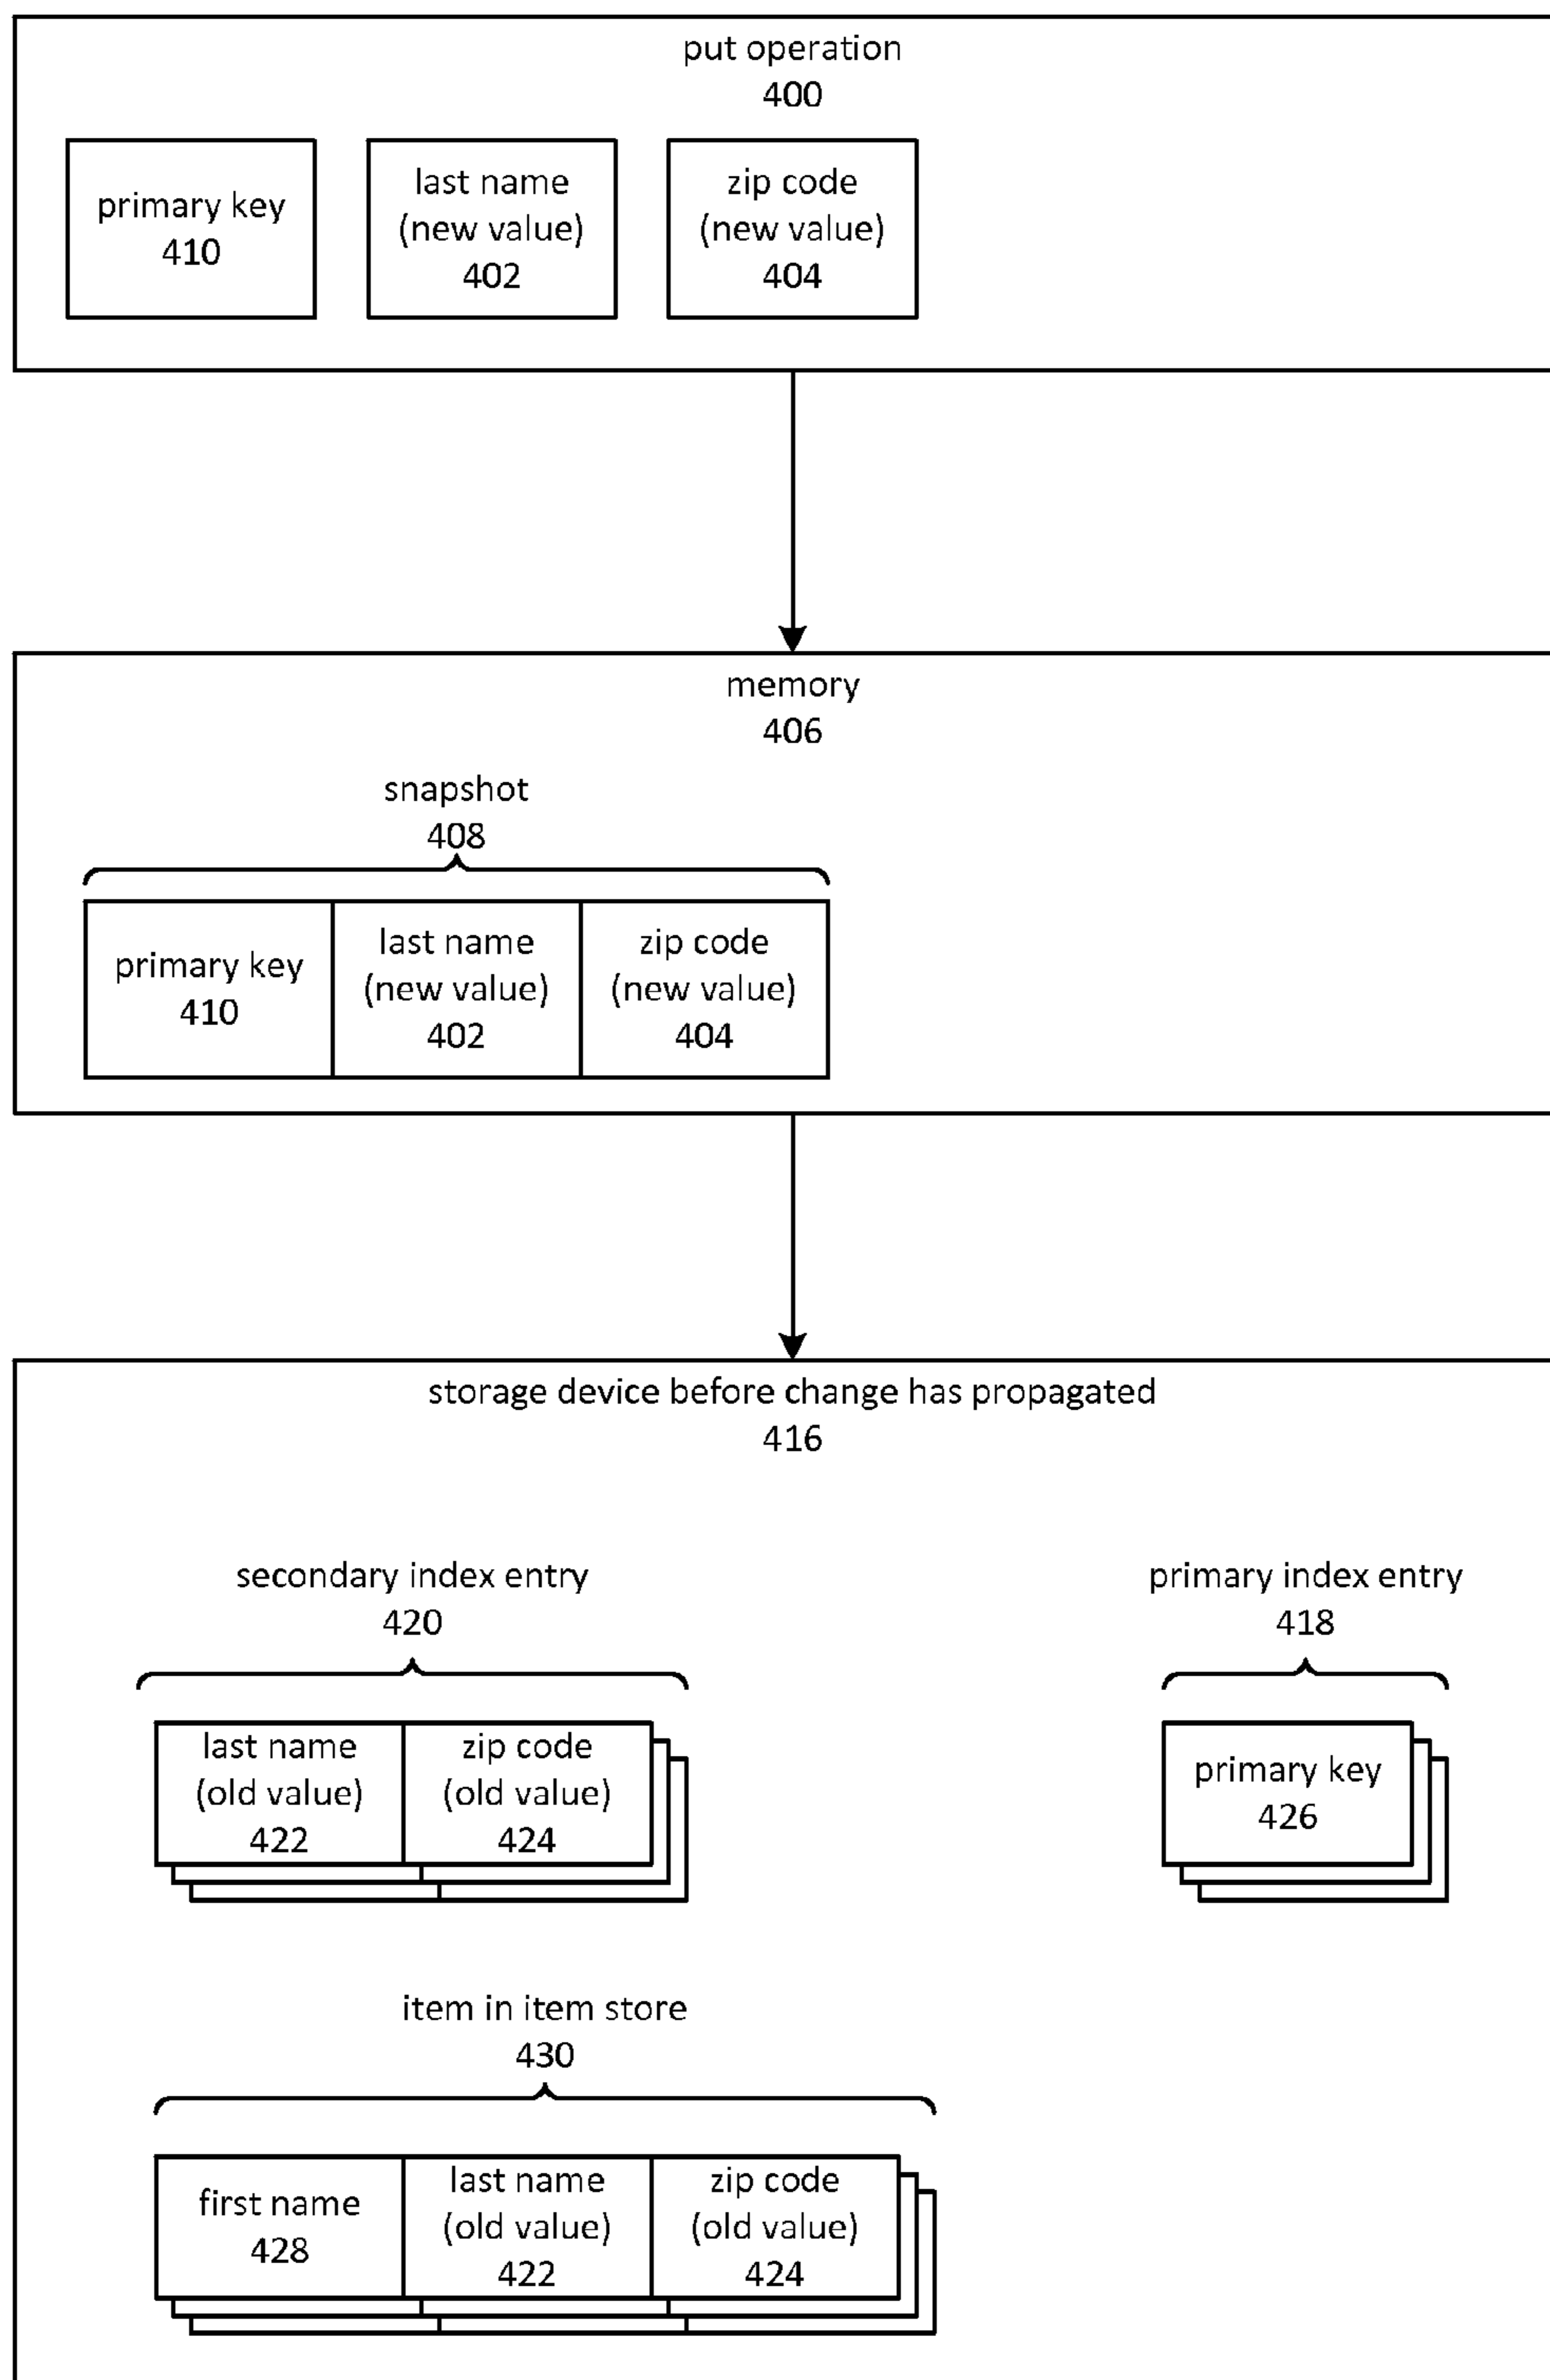 put operation
400
primary key
410
last name
(new value)
402
zip code
(new value)
404
memory
406
snapshot
408
primary key
410
last name
(new value)
402
zip code
(new value)
404
storage device before change has propagated
416
secondary index entry
420
last name
(old value)
422
zip code
(old value)
424
primary index entry
418
primary key
426
item in item store
430
first name
428
last name
(old value)
422
zip code
(old value)
424